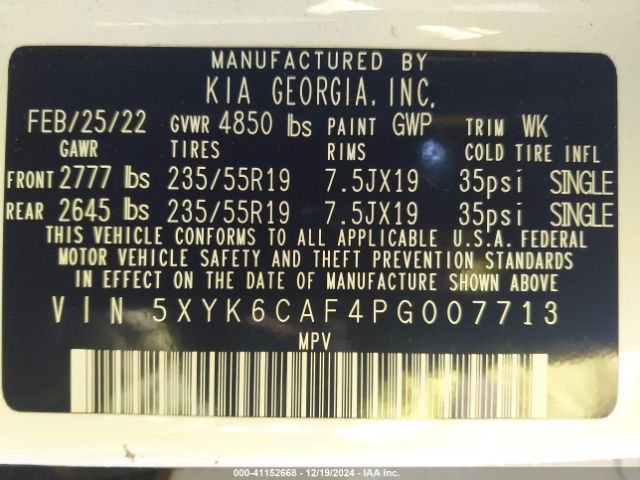 MANUFACTURED BY
KIA GEORGIA, INC.
FEB/25/22 GVWR 4850 lbs PAINT GWP TRIM WK
GAWR TIRES RIMS COLD TIRE INFL
FRONT 2777 lbs 235/55R19 7.5JX19 35psi SINGLE
REAR 2645 lbs 235/55R19 7.5JX19 35psi SINGLE
THIS VEHICLE CONFORMS TO ALL APPLICABLE U.S.A. FEDERAL
MOTOR VEHICLE SAFETY AND THEFT PREVENTION STANDARDS
IN EFFECT ON THE DATE OF MANUFACTURE SHOWN ABOVE
VIN 5XYK6CAF4PG007713
MPV
000-41152668 - 12/19/2024 - IAA Inc.